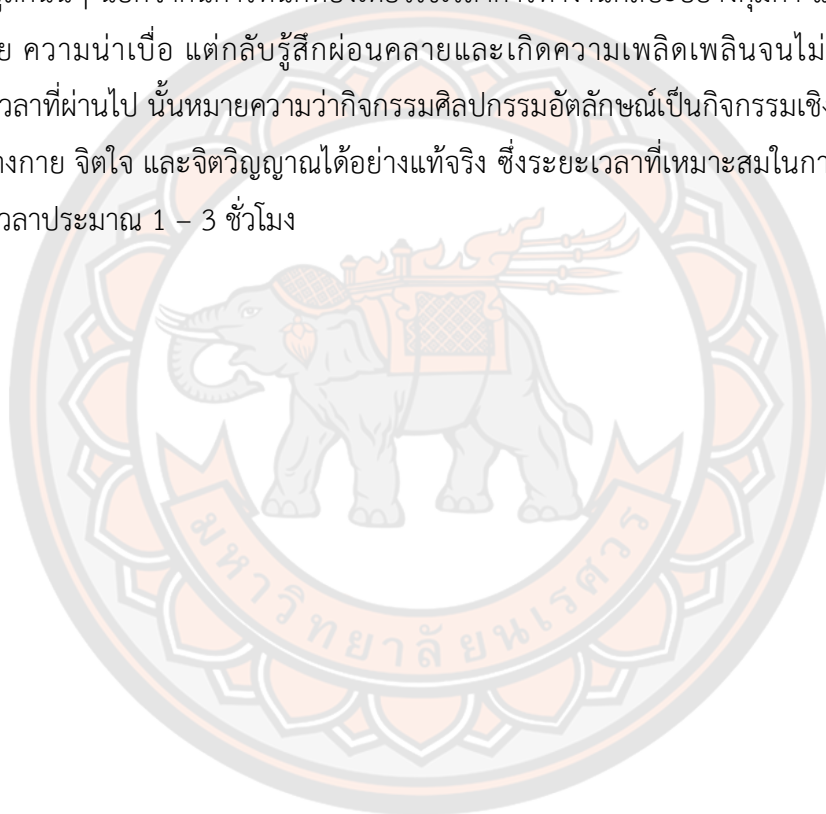 ย ความน่าเบื่อ แต่กลับรู้สึกผ่อนคลายและเกิดความเพลิดเพลินจนไม่
วลาที่ผ่านไป นั้นหมายความว่ากิจกรรมศิลปกรรมอัตลักษณ์เป็นกิจกรรมเชิง
างกาย จิตใจ และจิตวิญญาณได้อย่างแท้จริง ซึ่งระยะเวลาที่เหมาะสมในกา
วลาประมาณ 1 – 3 ชั่วโมง
มหาวิทยาลัยนเรศวร